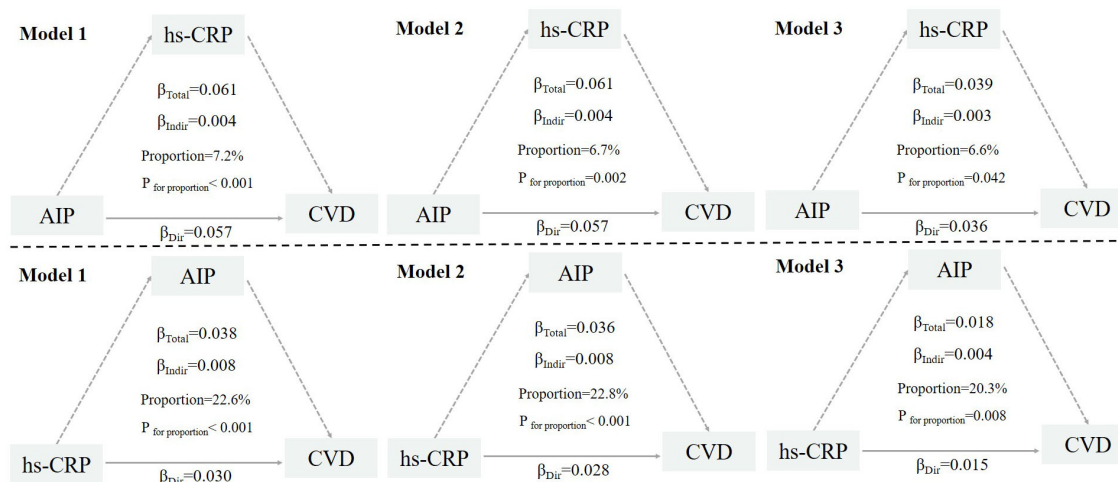 Model 1
hs-CRP
βTotal=0.061
βIndir=0.004
Proportion=7.2%
P for proportion< 0.001
AIP
CVD
βDir=0.057
Model 2
hs-CRP
βTotal=0.061
βIndir=0.004
Proportion=6.7%
P for proportion=0.002
AIP
CVD
βDir=0.057
Model 3
hs-CRP
βTotal=0.039
βIndir=0.003
Proportion=6.6%
P for proportion=0.042
AIP
CVD
βDir=0.036
Model 1
AIP
βTotal=0.038
βIndir=0.008
Proportion=22.6%
P for proportion< 0.001
hs-CRP
CVD
βDir=0.030
Model 2
AIP
βTotal=0.036
βIndir=0.008
Proportion=22.8%
P for proportion< 0.001
hs-CRP
CVD
βDir=0.028
Model 3
AIP
βTotal=0.018
βIndir=0.004
Proportion=20.3%
P for proportion=0.008
hs-CRP
CVD
βDir=0.015